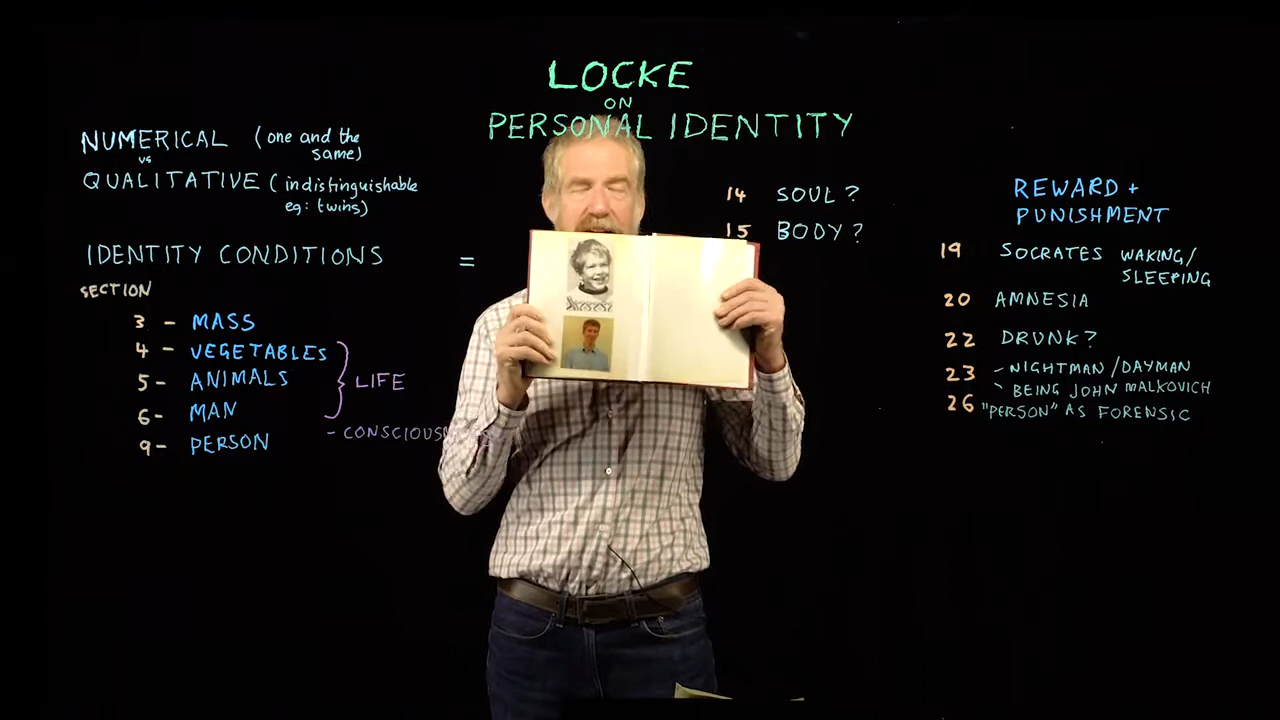 LOCKE
ON
PERSONAL IDENTITY
NUMERICAL (one and the
same)
vs
QUALITATIVE (indistinguishable
eg: twins)
IDENTITY CONDITIONS =
SECTION
3 - MASS
4 - VEGETABLES
5 - ANIMALS
6 - MAN
9 - PERSON
LIFE
14 SOUL?
15 BODY?
REWARD +
PUNISHMENT
19 SOCRATES WAKING/
SLEEPING
20 AMNESIA
22 DRUNK?
23 - NIGHTMAN/DAYMAN
- BEING JOHN MALKOVICH
26 "PERSON" AS FORENSIC